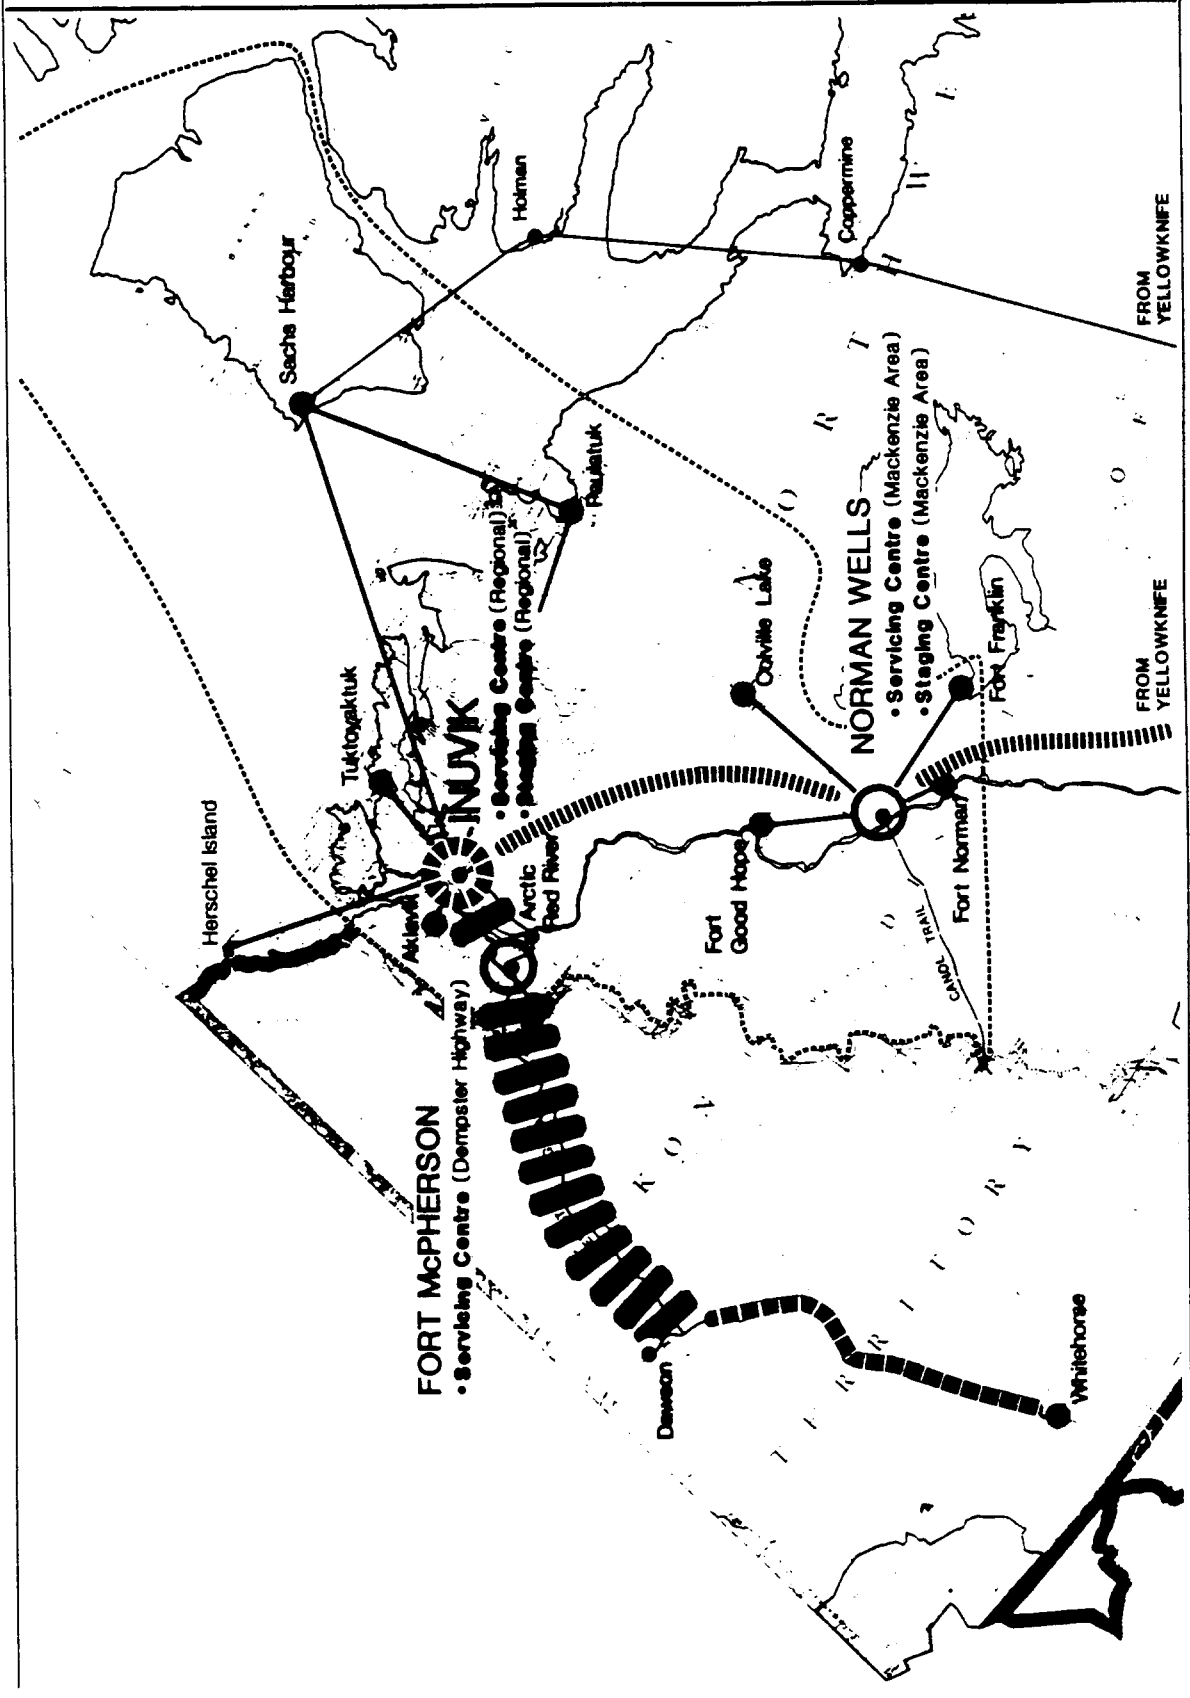 Herschel Island
Tuktoyaktuk
Sachs Harbour
Holman
FORT McPHERSON
• Servicing Centre (Dempster Highway)
Aklavik
INUVIK
• Servicing Centre (Regional)
• Staging Centre (Regional)
Arctic
Red River
Paulatuk
Coppermine
Dawson
Fort
Good Hope
Colville Lake
NORMAN WELLS
• Servicing Centre (Mackenzie Area)
• Staging Centre (Mackenzie Area)
CANOL TRAIL
Fort Norman
Fort Franklin
Whitehorse
FROM
YELLOWKNIFE
FROM
YELLOWKNIFE
TERRITORY